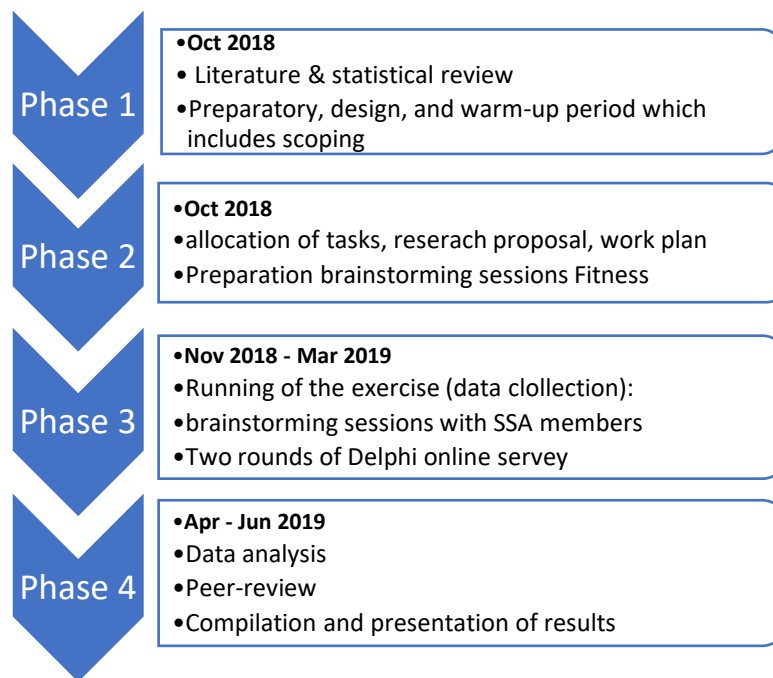 Phase 1
•Oct 2018
• Literature & statistical review
•Preparatory, design, and warm-up period which
includes scoping
Phase 2
•Oct 2018
•allocation of tasks, reserach proposal, work plan
•Preparation brainstorming sessions Fitness
Phase 3
•Nov 2018 - Mar 2019
•Running of the exercise (data clollection):
•brainstorming sessions with SSA members
•Two rounds of Delphi online servey
Phase 4
•Apr - Jun 2019
•Data analysis
•Peer-review
•Compilation and presentation of results